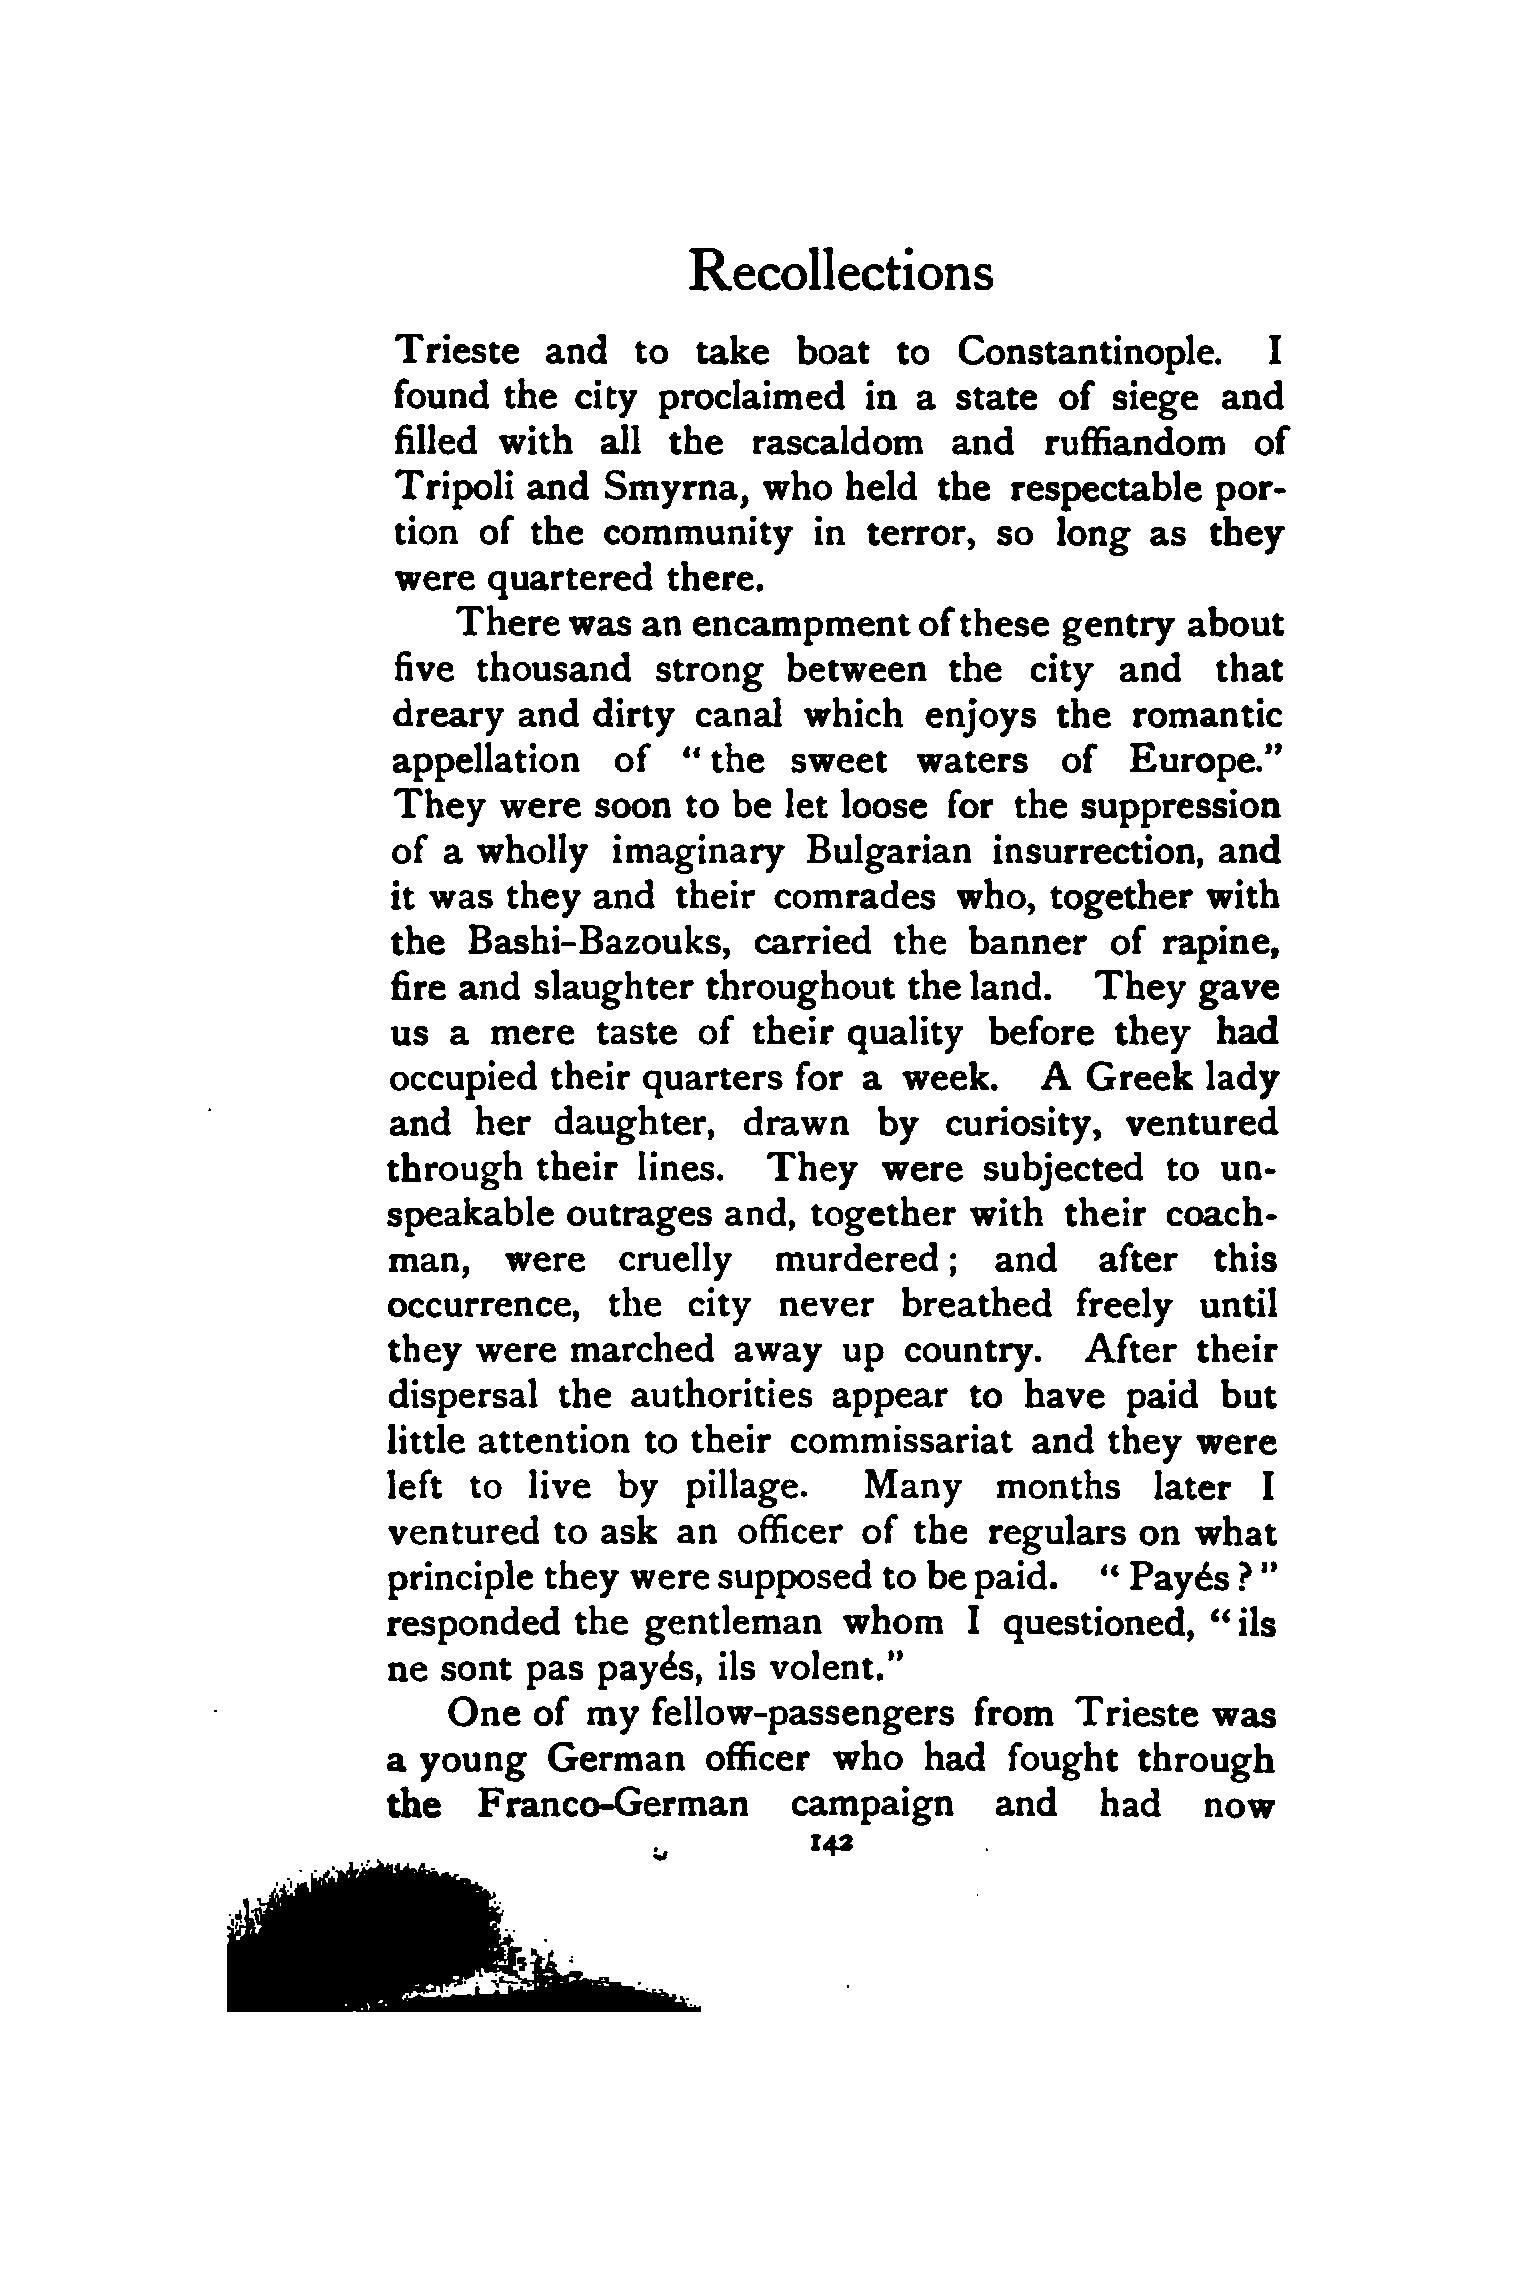 Recollections
Trieste and to take boat to Constantinople. I
found the city proclaimed in a state of siege and
filled with all the rascaldom and ruffiandom of
Tripoli and Smyrna, who held the respectable por-
tion of the community in terror, so long as they
were quartered there.
There was an encampment of these gentry about
five thousand strong between the city and that
dreary and dirty canal which enjoys the romantic
appellation of “the sweet waters of Europe.”
They were soon to be let loose for the suppression
of a wholly imaginary Bulgarian insurrection, and
it was they and their comrades who, together with
the Bashi-Bazouks, carried the banner of rapine,
fire and slaughter throughout the land. They gave
us a mere taste of their quality before they had
occupied their quarters for a week. A Greek lady
and her daughter, drawn by curiosity, ventured
through their lines. They were subjected to un-
speakable outrages and, together with their coach-
man, were cruelly murdered; and after this
occurrence, the city never breathed freely until
they were marched away up country. After their
dispersal the authorities appear to have paid but
little attention to their commissariat and they were
left to live by pillage. Many months later I
ventured to ask an officer of the regulars on what
principle they were supposed to be paid. “Payés?”
responded the gentleman whom I questioned, “ils
ne sont pas payés, ils volent.”
One of my fellow-passengers from Trieste was
a young German officer who had fought through
the Franco-German campaign and had now
142